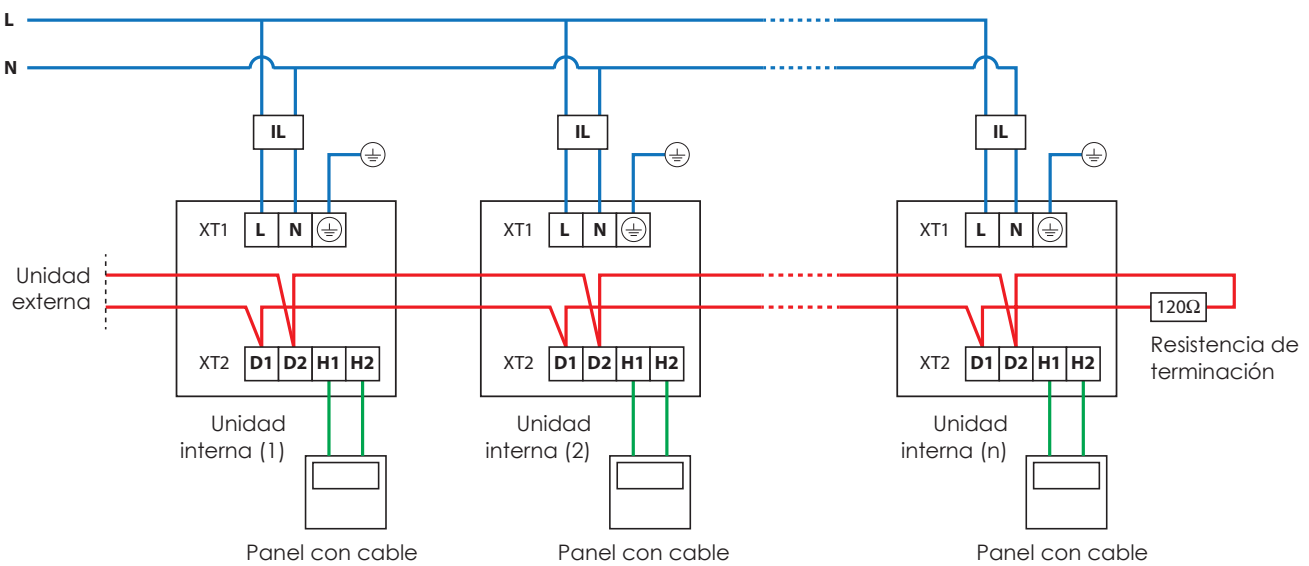 L
N
IL IL IL
XT1 L N XT1 L N XT1 L N
Unidad
externa
120Ω
Resistencia de
terminación
XT2 D1 D2 H1 H2 XT2 D1 D2 H1 H2 XT2 D1 D2 H1 H2
Unidad
interna (1)
Unidad
interna (2)
Unidad
interna (n)
Panel con cable Panel con cable Panel con cable